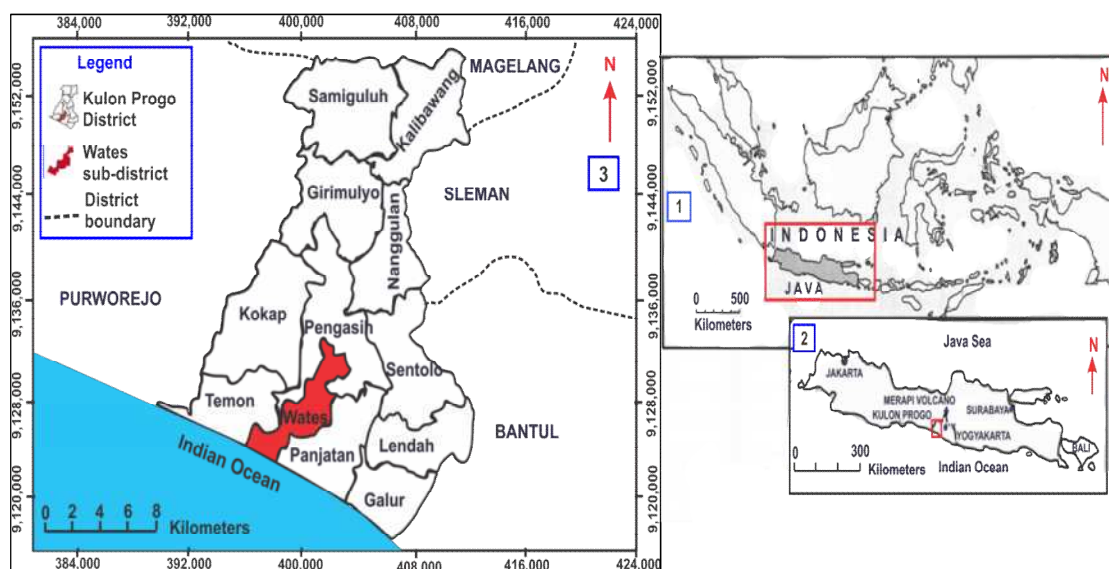 384,000
392,000
400,000
408,000
416,000
424,000
Legend
Kulon Progo
District
Wates
sub-district
District
boundary
9,152,000
9,144,000
9,136,000
9,128,000
9,120,000
MAGELANG
Samiguluh
Kalibawang
N
3
Girimulyo
SLEMAN
Nanggulan
PURWOREJO
Kokap
Pengasih
Sentolo
Temon
Wates
BANTUL
Panjatan
Lendah
Indian Ocean
Galur
0 2 4 6 8
Kilometers
384,000
392,000
400,000
408,000
416,000
424,000
9,152,000
9,144,000
9,136,000
9,128,000
9,120,000
N
1
INDONESIA
JAVA
0 500
Kilometers
2
Java Sea
N
JAKARTA
MERAPI VOLCANO
KULON PROGO
SURABAYA
YOGYAKARTA
BALI
0 300
Kilometers
Indian Ocean